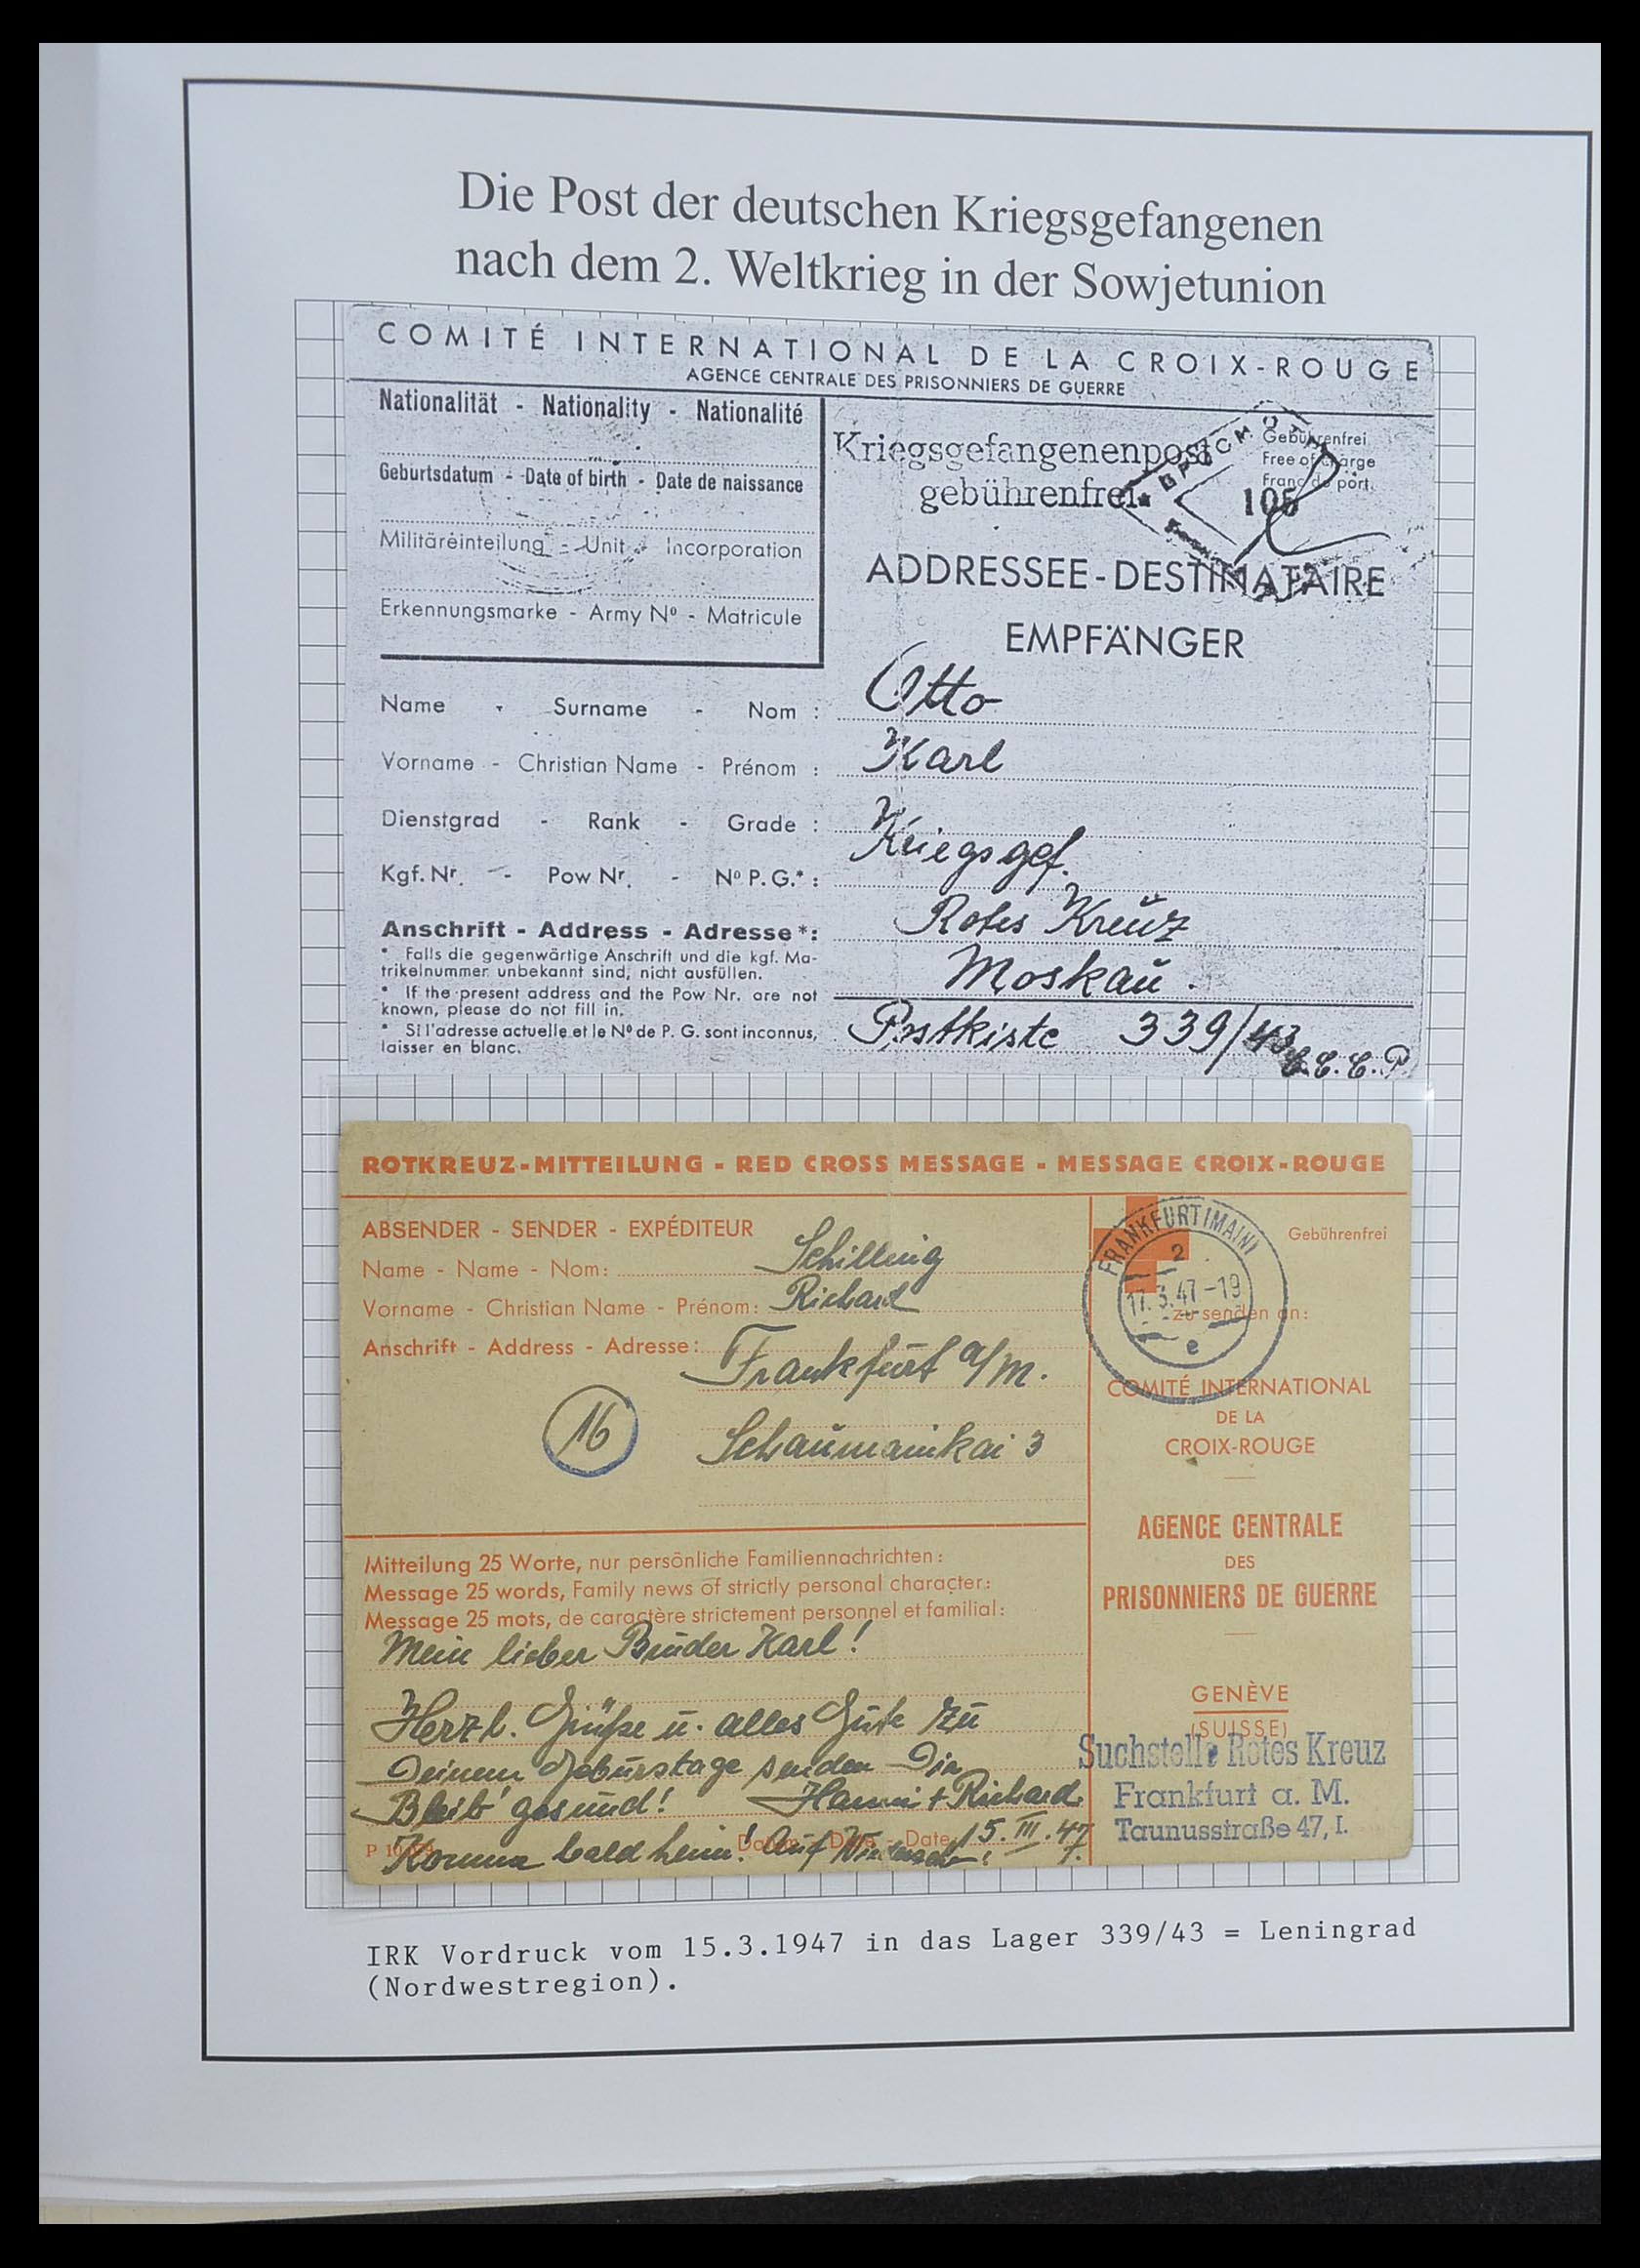 Die Post der deutschen Kriegsgefangenen
nach dem 2. Weltkrieg in der Sowjetunion
COMITÉ INTERNATIONAL DE LA CROIX-ROUGE
AGENCE CENTRALE DES PRISONNIERS DE GUERRE
Nationalität - Nationality - Nationalité
Geburtsdatum - Date of birth - Date de naissance
Militäreinteilung - Unit - Incorporation
Erkennungsmarke - Army Nº - Matricule
Kriegsgefangenenpost
gebührenfrei
Gebührenfrei
Free of charge
Franc de port.
106
ADDRESSEE-DESTINATAIRE
EMPFÄNGER
Name - Surname - Nom : Otto
Vorname - Christian Name - Prénom : Karl
Dienstgrad - Rank - Grade : Kriegsgef.
Kgf. Nr. - Pow Nr. - Nº P.G.* :
Rotes Kreuz
Anschrift - Address - Adresse*:
Moskau.
* Falls die gegenwärtige Anschrift und die kgf. Ma-
trikelnummer unbekannt sind, nicht ausfüllen.
* If the present address and the Pow Nr. are not
known, please do not fill in.
* Si l'adresse actuelle et le Nº de P. G. sont inconnus,
laisser en blanc.
Postkiste 339/43
ROTKREUZ-MITTEILUNG - RED CROSS MESSAGE - MESSAGE CROIX-ROUGE
ABSENDER - SENDER - EXPÉDITEUR
Name - Name - Nom: Schilling
Vorname - Christian Name - Prénom: Richard
Anschrift - Address - Adresse: Frankfurt a/M.
16
Schaumainkai 3
Gebührenfrei
FRANKFURT (MAIN)
2
17.3.47-19
e
zu senden an:
COMITÉ INTERNATIONAL
DE LA
CROIX-ROUGE
AGENCE CENTRALE
DES
PRISONNIERS DE GUERRE
GENÈVE
(SUISSE)
Suchstelle Rotes Kreuz
Frankfurt a. M.
Taunusstraße 47, I.
Mitteilung 25 Worte, nur persönliche Familiennachrichten:
Message 25 words, Family news of strictly personal character:
Message 25 mots, de caractère strictement personnel et familial:
Mein lieber Bruder Karl!
Herzl. Grüße u. alles Gute zu
Deinem Geburstage senden Dir
Bleib' gesund! Hanni + Richard.
Komm bald heim! Auf Wiedersehn!
Datum - Date - Date 15.III.47.
IRK Vordruck vom 15.3.1947 in das Lager 339/43 = Leningrad
(Nordwestregion).